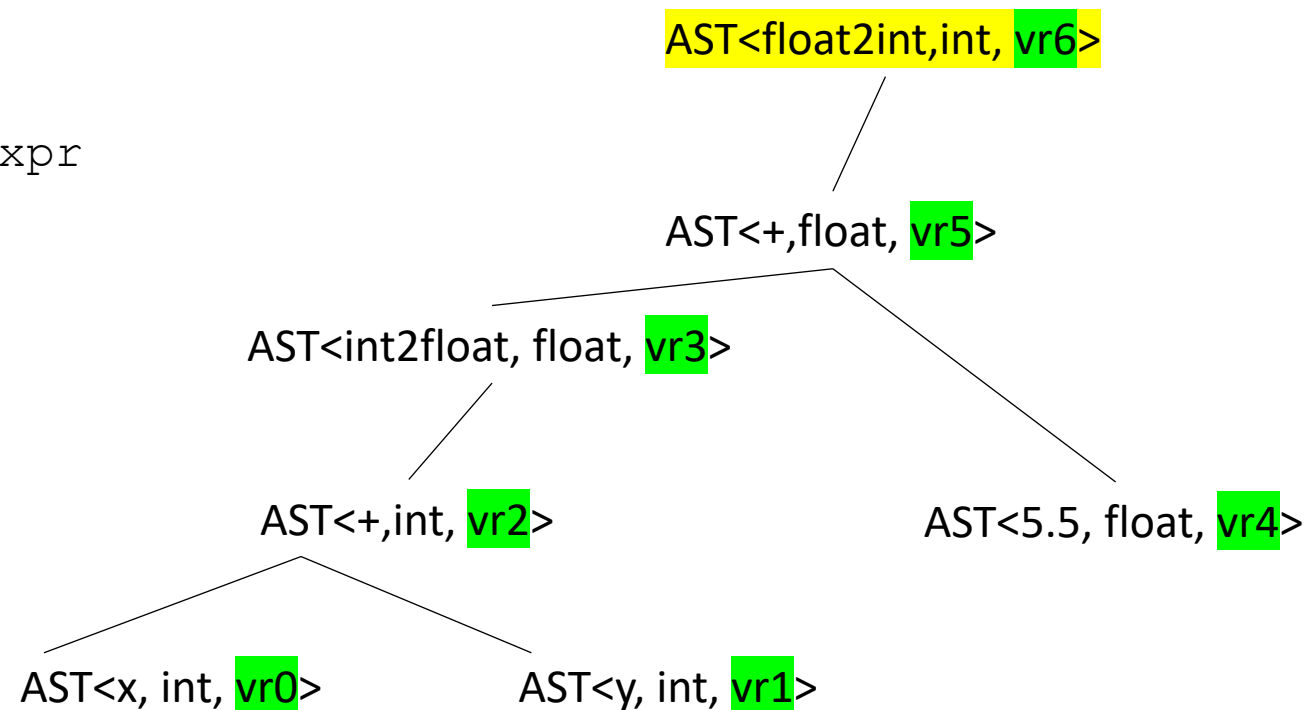 AST<float2int,int, vr6>
xpr
AST<+,float, vr5>
AST<int2float, float, vr3>
AST<+,int, vr2>
AST<5.5, float, vr4>
AST<x, int, vr0>
AST<y, int, vr1>